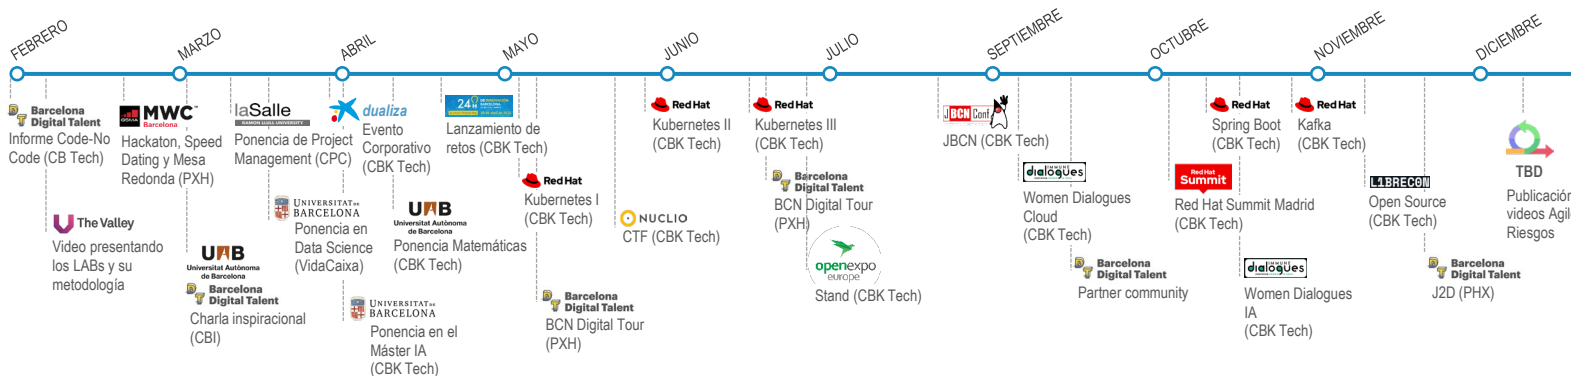 FEBRERO
MARZO
ABRIL
MAYO
JUNIO
JULIO
SEPTIEMBRE
OCTUBRE
NOVIEMBRE
DICIEMBRE
Barcelona
Digital Talent
Informe Code-No
Code (CB Tech)
The Valley
Video presentando
los LABs y su
metodología
GSMA
MWC
Barcelona
Hackaton, Speed
Dating y Mesa
Redonda (PXH)
UAB
Universitat Autònoma
de Barcelona
Barcelona
Digital Talent
Charla inspiracional
(CBI)
laSalle
RAMON LLULL UNIVERSITY
Ponencia de Project
Management (CPC)
UNIVERSITAT DE
BARCELONA
Ponencia en
Data Science
(VidaCaixa)
dualiza
Evento
Corporativo
(CBK Tech)
UNIVERSITAT DE
BARCELONA
Ponencia en el
Máster IA
(CBK Tech)
UAB
Universitat Autònoma
de Barcelona
Ponencia Matemáticas
(CBK Tech)
24H
Lanzamiento de
retos (CBK Tech)
Red Hat
Kubernetes I
(CBK Tech)
Barcelona
Digital Talent
BCN Digital Tour
(PXH)
NUCLIO
CTF (CBK Tech)
Red Hat
Kubernetes II
(CBK Tech)
Red Hat
Kubernetes III
(CBK Tech)
Barcelona
Digital Talent
BCN Digital Tour
(PXH)
openexpo
europe
Stand (CBK Tech)
JBCNConf
JBCN (CBK Tech)
IMMUNE
dialogues
Women Dialogues
Cloud
(CBK Tech)
Barcelona
Digital Talent
Partner community
Red Hat
Summit
Red Hat Summit Madrid
(CBK Tech)
Red Hat
Spring Boot
(CBK Tech)
IMMUNE
dialogues
Women Dialogues
IA
(CBK Tech)
Red Hat
Kafka
(CBK Tech)
L1BRECON
Open Source
(CBK Tech)
Barcelona
Digital Talent
J2D (PHX)
TBD
Publicación
videos Agile
Riesgos